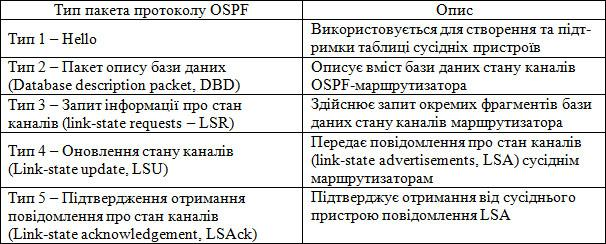 Тип пакета протоколу OSPF
Опис
Тип 1 – Hello
Використовується для створення та підт-
римки таблиці сусідніх пристроїв
Тип 2 – Пакет опису бази даних
(Database description packet, DBD)
Описує вміст бази даних стану каналів
OSPF-маршрутизатора
Тип 3 – Запит інформації про стан
каналів (link-state requests – LSR)
Здійснює запит окремих фрагментів бази
даних стану каналів маршрутизатора
Тип 4 – Оновлення стану каналів
(Link-state update, LSU)
Передає повідомлення про стан каналів
(link-state advertisements, LSA) сусіднім
маршрутизаторам
Тип 5 – Підтвердження отримання
повідомлення про стан каналів
(Link-state acknowledgement, LSAck)
Підтверджує отримання від сусіднього
пристрою повідомлення LSA